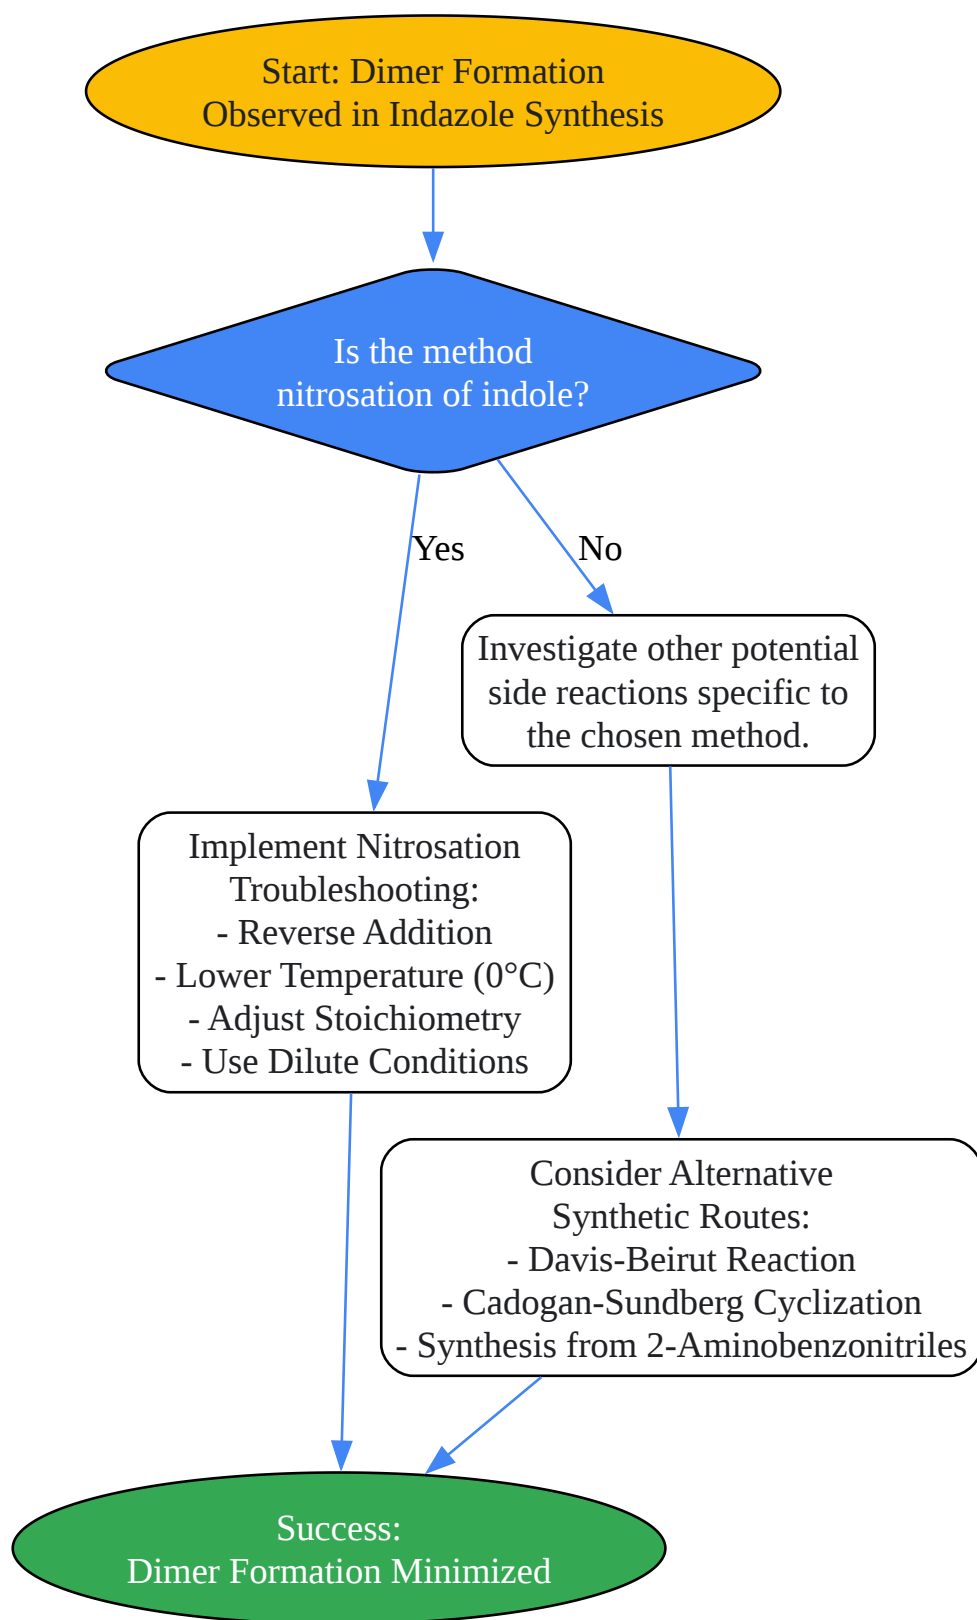 Start: Dimer Formation
Observed in Indazole Synthesis
Is the method
nitrosation of indole?
Yes
No
Investigate other potential
side reactions specific to
the chosen method.
Implement Nitrosation
Troubleshooting:
- Reverse Addition
- Lower Temperature (0°C)
- Adjust Stoichiometry
- Use Dilute Conditions
Consider Alternative
Synthetic Routes:
- Davis-Beirut Reaction
- Cadogan-Sundberg Cyclization
- Synthesis from 2-Aminobenzonitriles
Success:
Dimer Formation Minimized